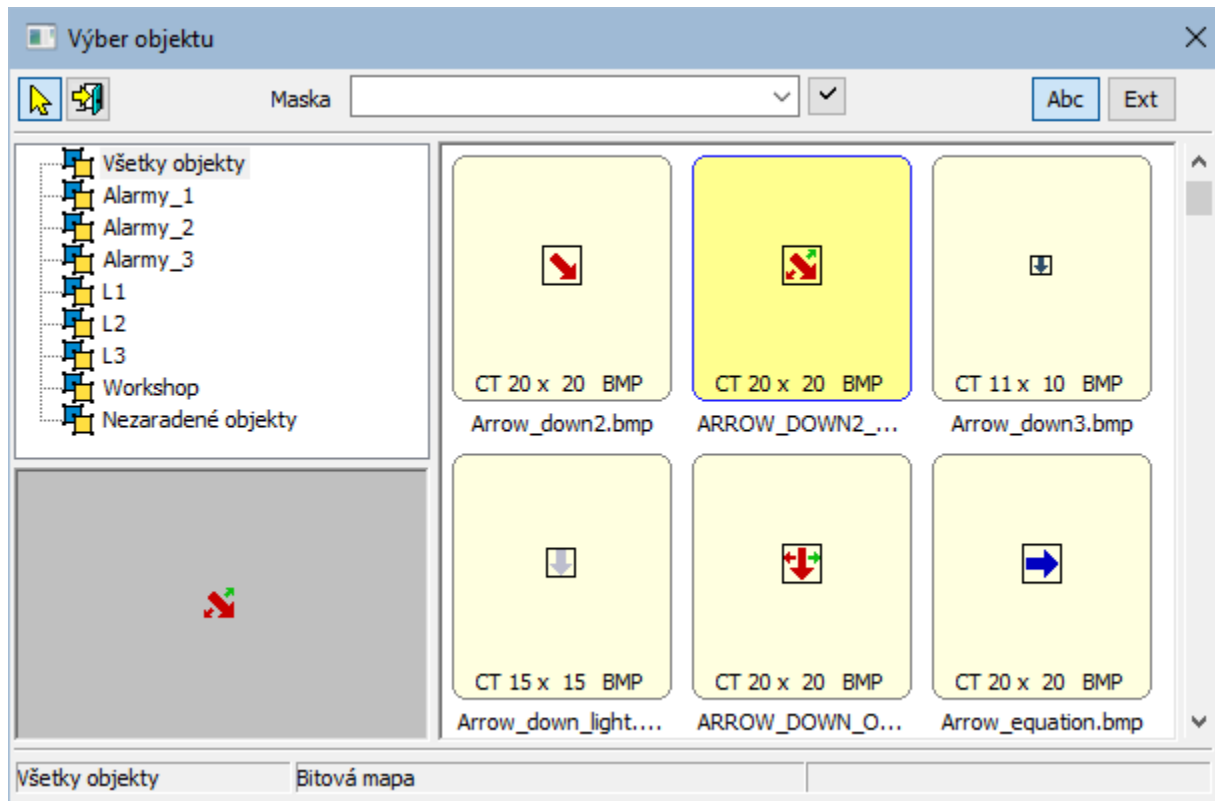 Výber objektu
Maska
Abc Ext
Všetky objekty
Alarmy_1
Alarmy_2
Alarmy_3
L1
L2
L3
Workshop
Nezaradené objekty
CT 20 x 20 BMP
Arrow_down2.bmp
CT 20 x 20 BMP
ARROW_DOWN2_...
CT 11 x 10 BMP
Arrow_down3.bmp
CT 15 x 15 BMP
Arrow_down_light....
CT 20 x 20 BMP
ARROW_DOWN_O...
CT 20 x 20 BMP
Arrow_equation.bmp
Všetky objekty
Bitová mapa